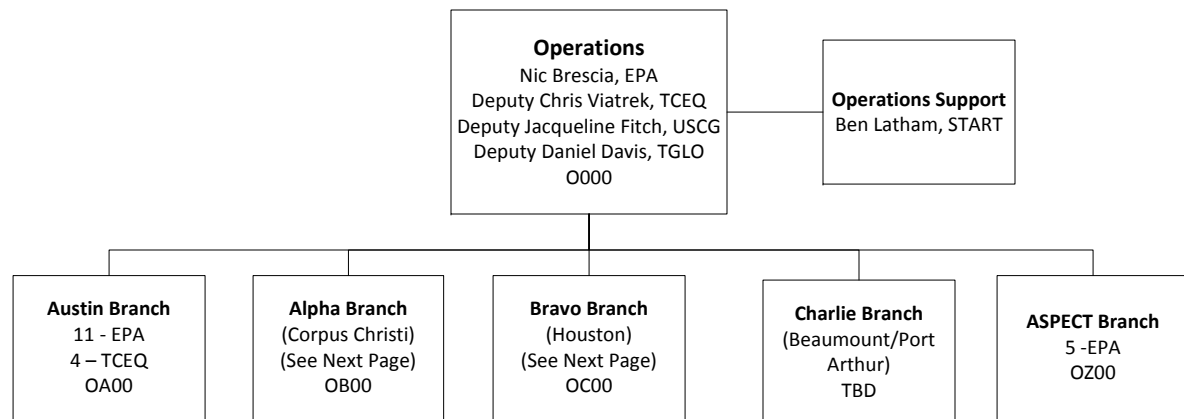 Operations
Nic Brescia, EPA
Deputy Chris Viatrek, TCEQ
Deputy Jacqueline Fitch, USCG
Deputy Daniel Davis, TGLO
O000
Operations Support
Ben Latham, START
Austin Branch
11 - EPA
4 – TCEQ
OA00
Alpha Branch
(Corpus Christi)
(See Next Page)
OB00
Bravo Branch
(Houston)
(See Next Page)
OC00
Charlie Branch
(Beaumount/Port
Arthur)
TBD
ASPECT Branch
5 -EPA
OZ00